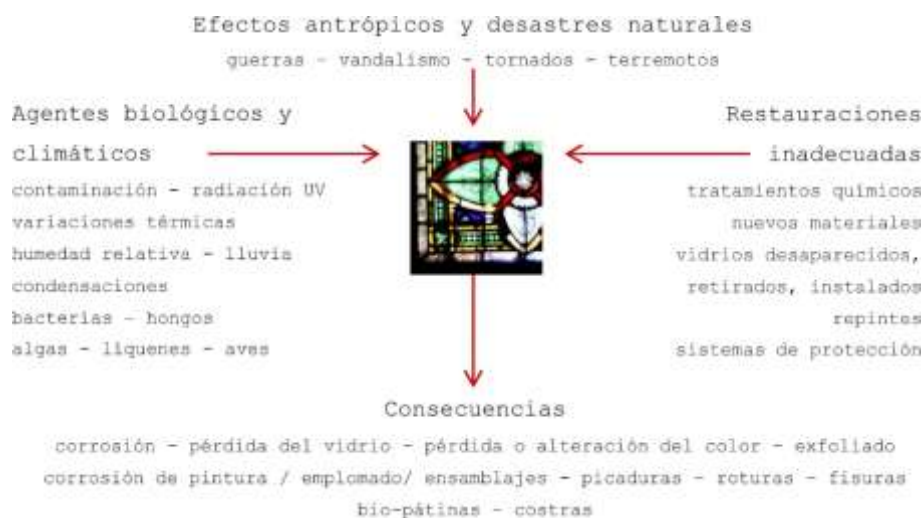 Efectos antrópicos y desastres naturales
guerras - vandalismo - tornados - terremotos
Agentes biológicos y
climáticos
contaminación - radiación UV
variaciones térmicas
humedad relativa - lluvia
condensaciones
bacterias - hongos
algas - líquenes - aves
Restauraciones
inadecuadas
tratamientos químicos
nuevos materiales
vidrios desaparecidos,
retirados, instalados
repintes
sistemas de protección
Consecuencias
corrosión - pérdida del vidrio - pérdida o alteración del color - exfoliado
corrosión de pintura / emplomado/ ensamblajes - picaduras - roturas - fisuras
bio-pátinas - costras